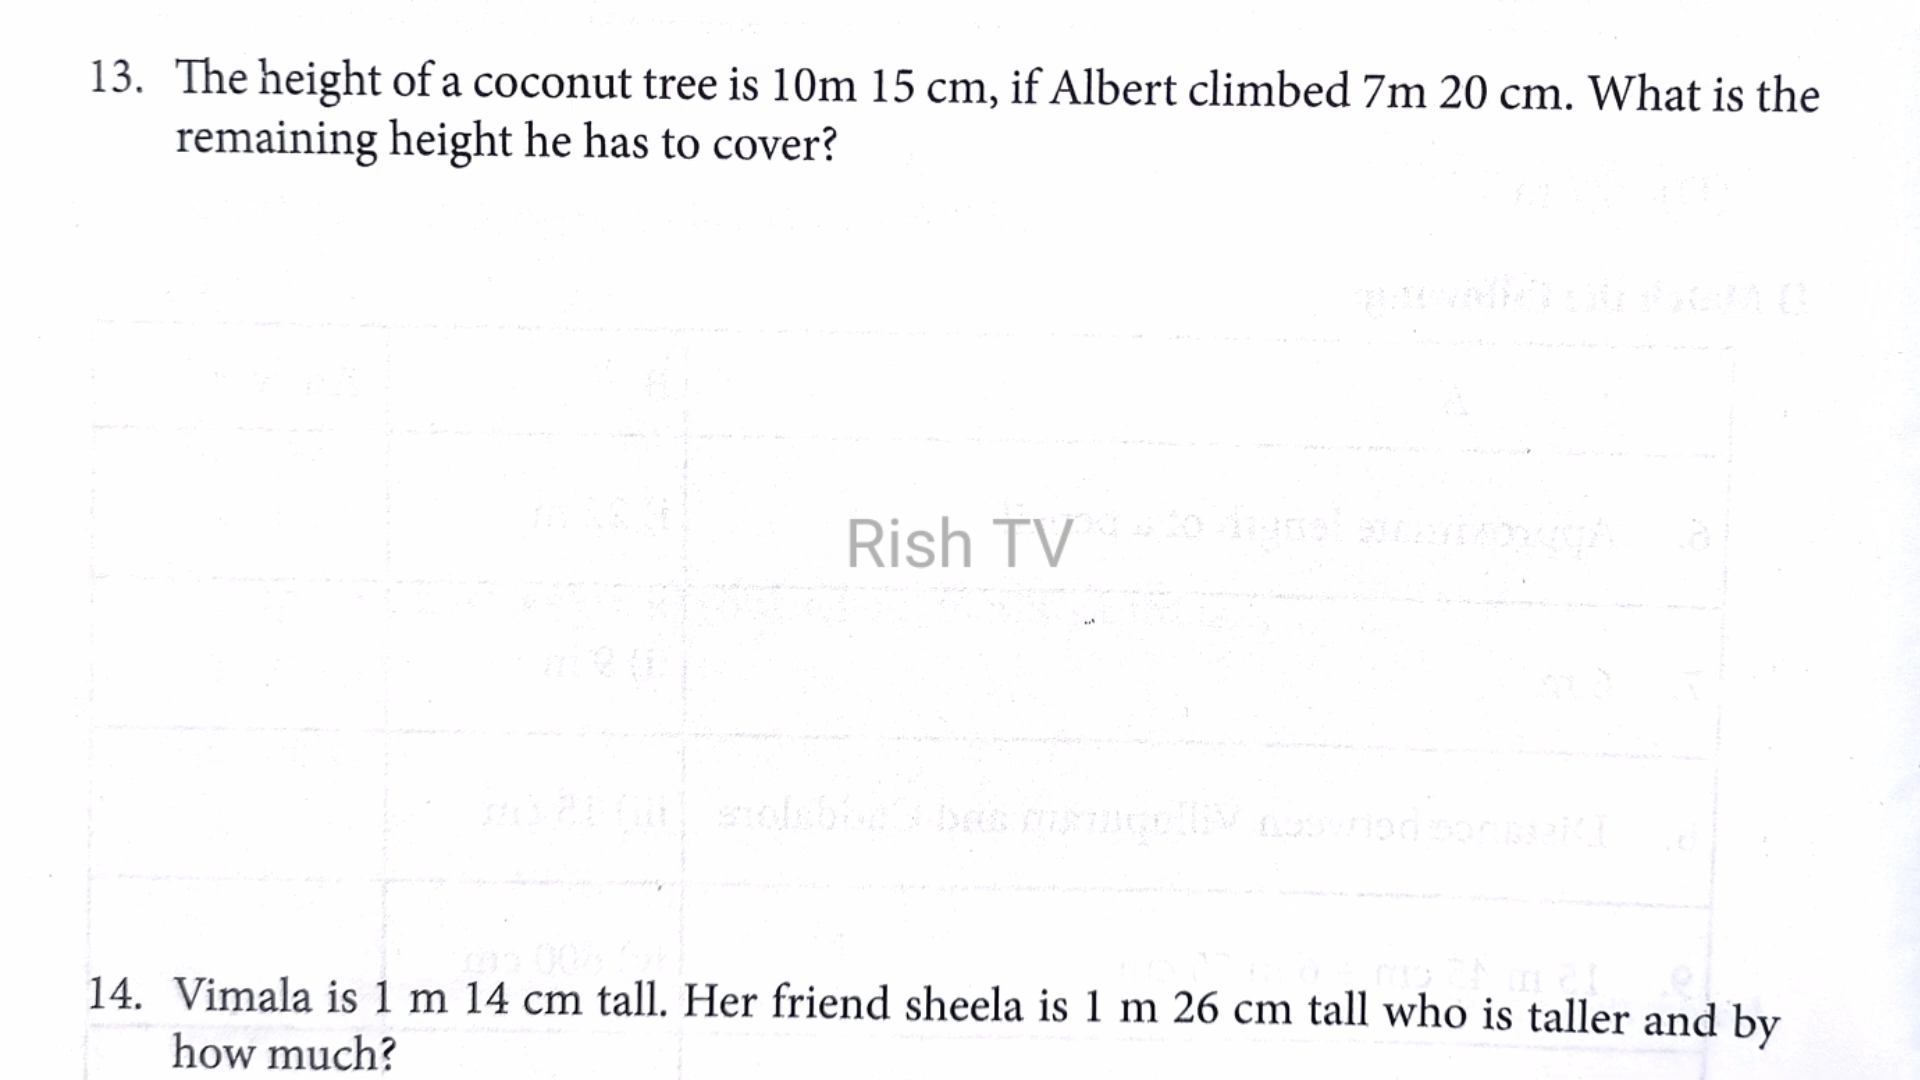 13. The height of a coconut tree is 10m 15 cm, if Albert climbed 7m 20 cm. What is the
remaining height he has to cover?
Rish TV
14. Vimala is 1 m 14 cm tall. Her friend sheela is 1 m 26 cm tall who is taller and by
how much?